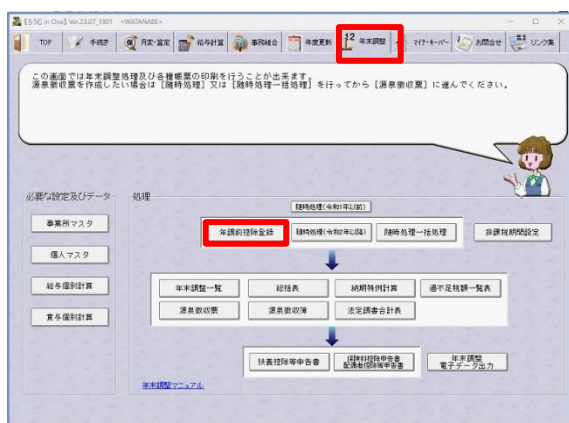 【ろうむ in One】 Ver.23.07_1901 <WATANABE>
TOP 手続き 月変・算定 給与計算 事務組合 年度更新 12 年末調整 マイナ・キーパー お問合せ リンク集
この画面では年末調整処理及び各種帳票の印刷を行うことが出来ます。
源泉徴収票を作成したい場合は[随時処理]又は[随時処理一括処理]を行ってから[源泉徴収票]に進んでください。
必要な設定及びデータ
事業所マスタ
個人マスタ
給与個別計算
賞与個別計算
処理
随時処理(令和1年以前)
年調前控除登録 随時処理(令和2年以降) 随時処理一括処理 非課税期間設定
年末調整一覧 総括表 納期特例計算 過不足税額一覧表
源泉徴収票 源泉徴収簿 法定調書合計表
扶養控除等申告書 保険料控除申告書
配偶者控除等申告書 年末調整
電子データ出力
年末調整マニュアル